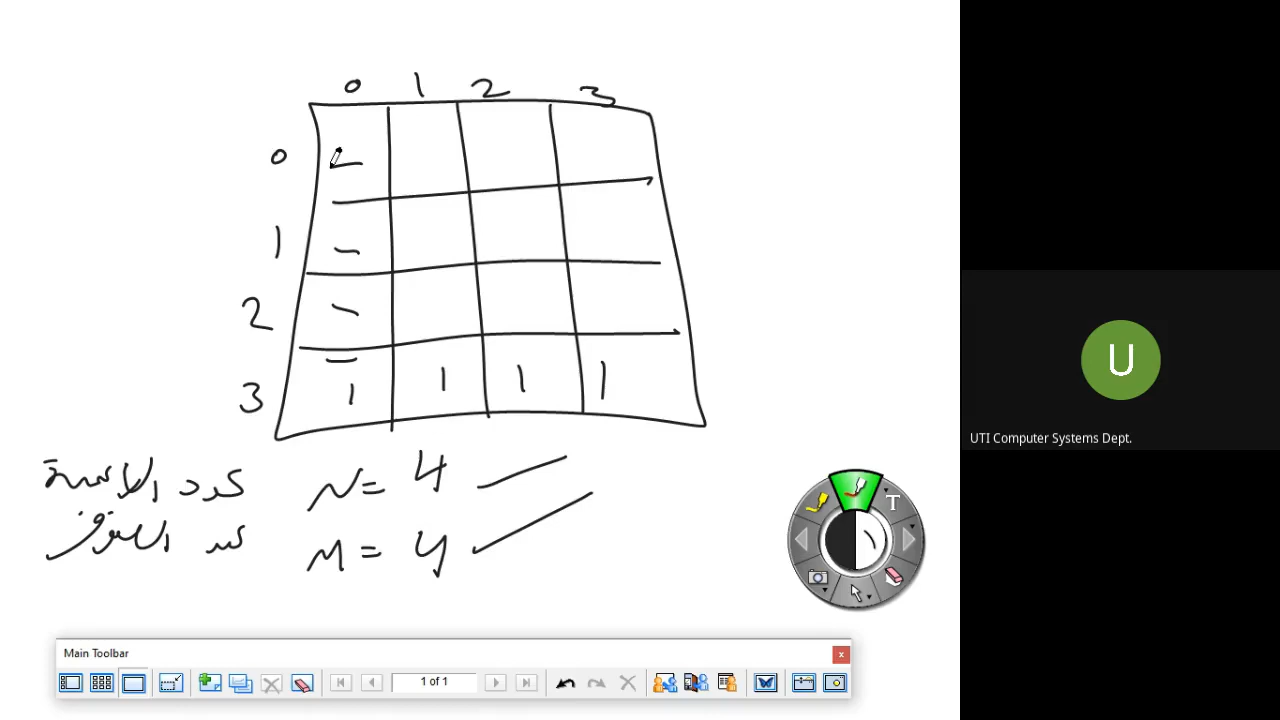 0 1 2 3
0 2
1 -
2 -
3 1 1 1 1
عدد الاعمدة N = 4
عدد الصفوف M = 4
U
UTI Computer Systems Dept.
T
Main Toolbar
x
1 of 1